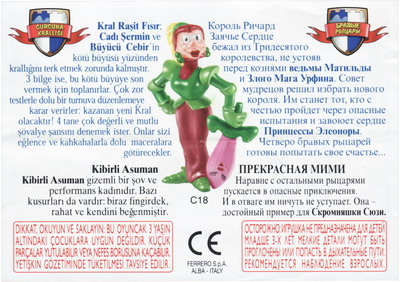 CURCUNA
KRALLIĞI
БРАВЫЕ
РЫЦАРИ
Kral Raşit Fısır,
Cadı Şermin ve
Büyücü Cebir'in
kötü büyüsü yüzünden
krallığını terk etmek zorunda kalmıştır.
3 bilge ise, bu kötü büyüye son
vermek için toplanırlar. Çok zor
testlerle dolu bir turnuva düzenlemeye
karar verirler: kazanan yeni Kral
olacaktır! 4 tane çok değerli ve mutlu
şövalye şansını denemek ister. Onlar sizi
eğlence ve kahkahalarla dolu maceralara
götürecekler.
Король Ричард
Заячье Сердце
бежал из Тридесятого
королевства, не устояв
перед кознями ведьмы Матильды
и Злого Мага Урфина. Совет
мудрецов решил избрать нового
короля. Им станет тот, кто с
честью пройдет через опасные
испытания и завоюет сердце
Принцессы Элеоноры.
Четверо бравых рыцарей
готовы попытать свое счастье...
Kibirli Asuman
Kibirli Asuman gizemli bir şov ve
performans kadınıdır. Bazı
kusurları da vardır: biraz fingirdek,
rahat ve kendini beğenmiştir.
C18
ПРЕКРАСНАЯ МИМИ
Наравне с остальными рыцарями
пускается в опасные приключения.
И в отваге им ничуть не уступает. Она –
достойный пример для Скромняшки Сюзи.
DİKKAT, OKUYUN VE SAKLAYIN: BU OYUNCAK 3 YAŞIN
ALTINDAKİ ÇOCUKLARA UYGUN DEĞİLDİR. KÜÇÜK
PARÇALAR YUTULABİLİR VEYA NEFES BORUSUNA KAÇABİLİR.
YETİŞKİN GÖZETİMİNDE TÜKETİLMESİ TAVSİYE EDİLİR.
CE
FERRERO S.p.A.
ALBA - ITALY
ОСТОРОЖНО! ИГРУШКА НЕ ПРЕДНАЗНАЧЕНА ДЛЯ ДЕТЕЙ
МЛАДШЕ 3-Х ЛЕТ. МЕЛКИЕ ДЕТАЛИ МОГУТ БЫТЬ
ПРОГЛОЧЕНЫ ИЛИ ПОПАСТЬ В ДЫХАТЕЛЬНЫЕ ПУТИ.
РЕКОМЕНДУЕТСЯ НАБЛЮДЕНИЕ ВЗРОСЛЫХ.